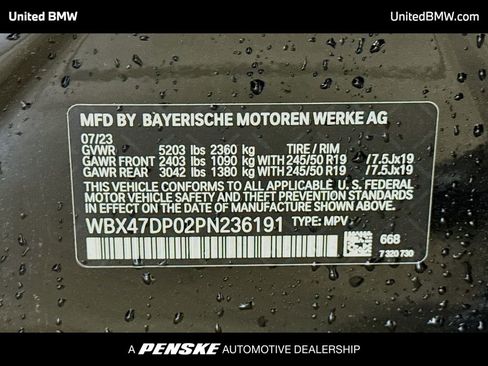 United BMW UnitedBMW.com
MFD BY BAYERISCHE MOTOREN WERKE AG
07/23
GVWR 5203 lbs 2360 kg TIRE / RIM
GAWR FRONT 2403 lbs 1090 kg WITH 245/50 R19 /7.5Jx19
GAWR REAR 3042 lbs 1380 kg WITH 245/50 R19 /7.5Jx19
THIS VEHICLE CONFORMS TO ALL APPLICABLE U. S. FEDERAL
MOTOR VEHICLE SAFETY AND THEFT PREVENTION STANDARDS
IN EFFECT ON THE DATE OF MANUFACTURE SHOWN ABOVE.
WBX47DP02PN236191 TYPE: MPV
668
7 320 730
A PENSKE AUTOMOTIVE DEALERSHIP